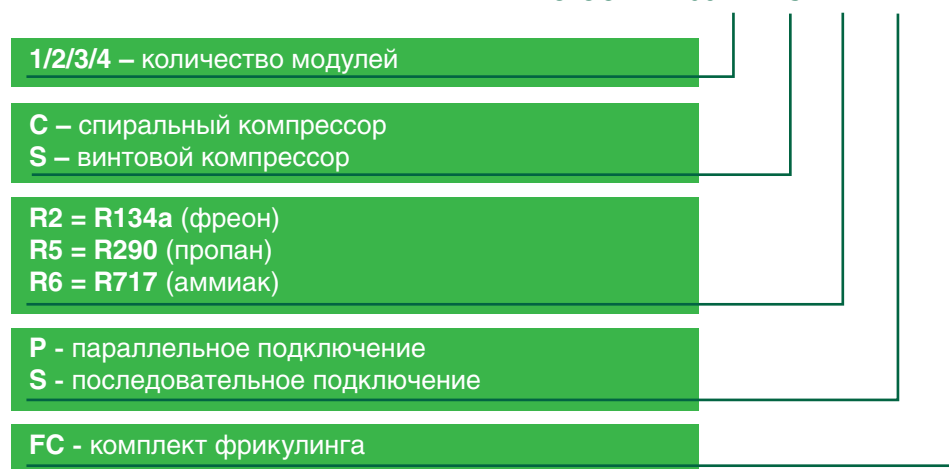 1/2/3/4 – количество модулей
C – спиральный компрессор
S – винтовой компрессор
R2 = R134a (фреон)
R5 = R290 (пропан)
R6 = R717 (аммиак)
P - параллельное подключение
S - последовательное подключение
FC - комплект фрикулинга